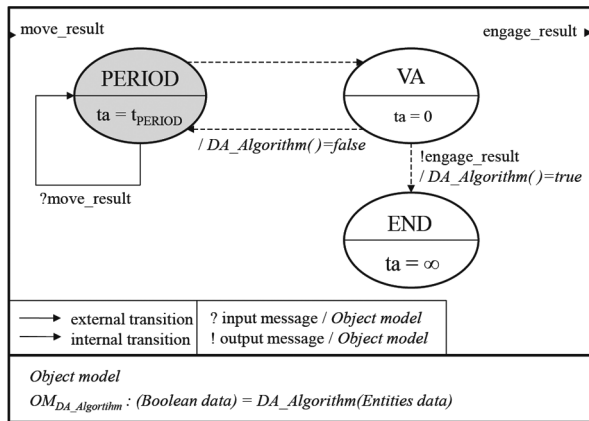 move_result
engage_result
PERIOD
ta = tPERIOD
VA
ta = 0
/ DA_Algorithm()=false
?move_result
!engage_result
/ DA_Algorithm()=true
END
ta = ∞
external transition
internal transition
? input message / Object model
! output message / Object model
Object model
OMDA_Algortihm : (Boolean data) = DA_Algorithm(Entities data)